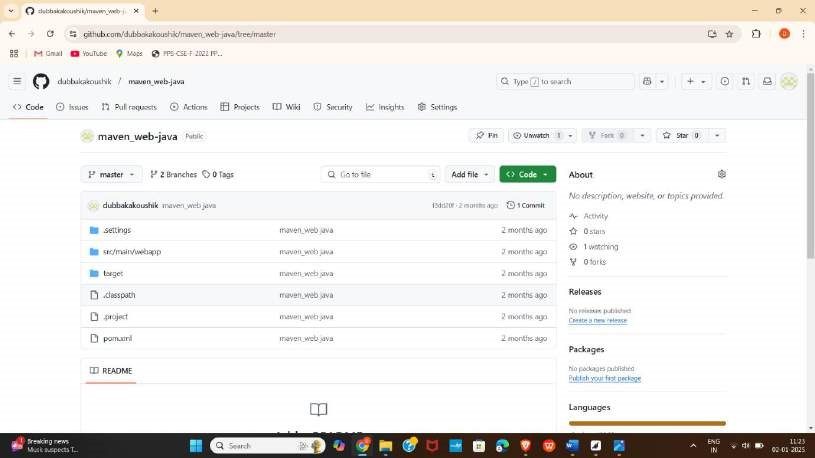 dubbakakoushik/maven_web-j
github.com/dubbakakoushik/maven_web-java/tree/master
Gmail YouTube Maps PPS-CSE-F-2022 PP...
dubbakakoushik / maven_web-java Type / to search
Code Issues Pull requests Actions Projects Wiki Security Insights Settings
maven_web-java Public Pin Unwatch 1 Fork 0 Star 0
master 2 Branches 0 Tags Go to file t Add file Code
About
No description, website, or topics provided.
dubbakakoushik maven_web java 2 months ago 1 Commit
.settings maven_web java 2 months ago
src/main/webapp maven_web java 2 months ago
target maven_web java 2 months ago
.classpath maven_web java 2 months ago
.project maven_web java 2 months ago
pom.xml maven_web java 2 months ago
README
Activity
0 stars
1 watching
0 forks
Releases
No releases published
Create a new release
Packages
No packages published
Publish your first package
Languages
Breaking news
Musk suspects T...
Search
ENG
IN
11:23
02-01-2025